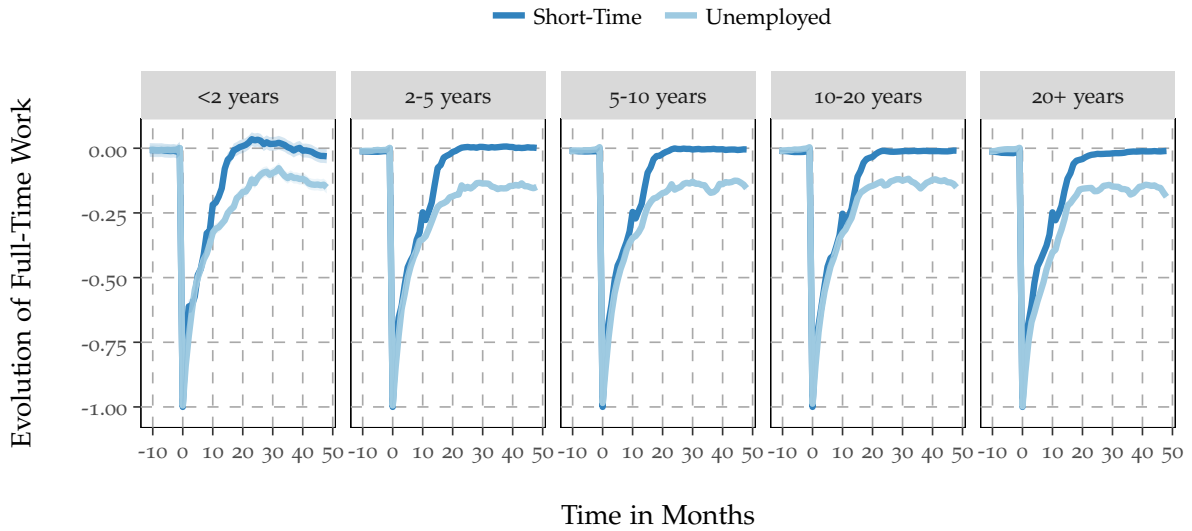 Short-Time Unemployed
<2 years 2-5 years 5-10 years 10-20 years 20+ years
Evolution of Full-Time Work
0.00
-0.25
-0.50
-0.75
-1.00
-10 0 10 20 30 40 50 -10 0 10 20 30 40 50 -10 0 10 20 30 40 50 -10 0 10 20 30 40 50 -10 0 10 20 30 40 50
Time in Months